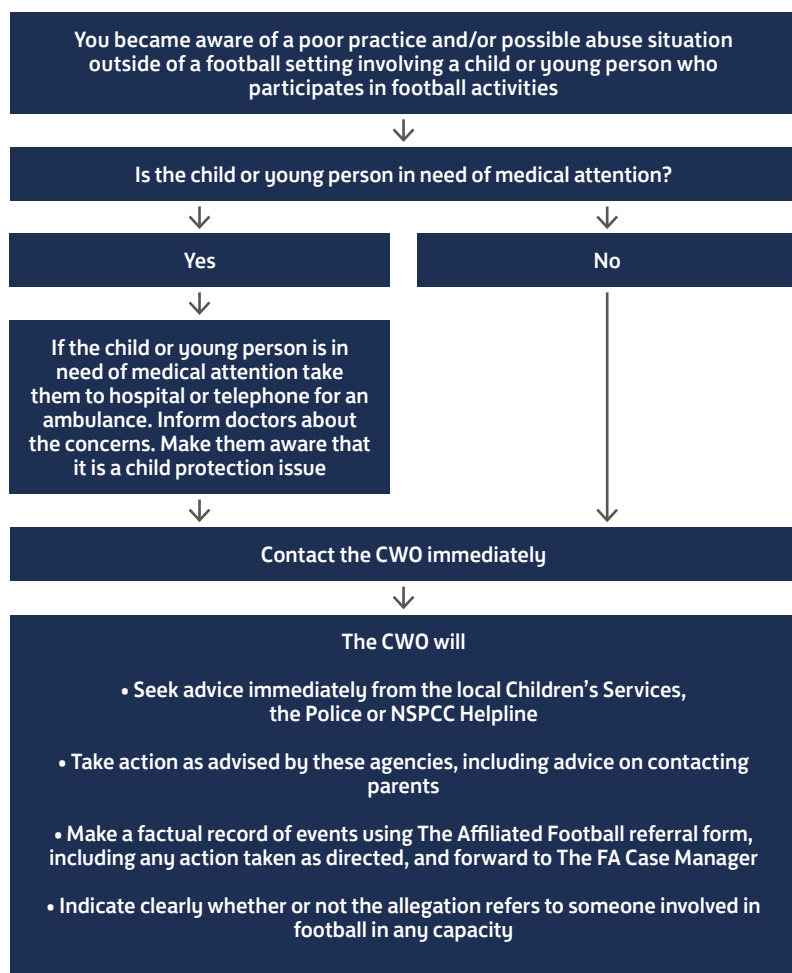 You became aware of a poor practice and/or possible abuse situation
outside of a football setting involving a child or young person who
participates in football activities
Is the child or young person in need of medical attention?
Yes
No
If the child or young person is in
need of medical attention take
them to hospital or telephone for an
ambulance. Inform doctors about
the concerns. Make them aware that
it is a child protection issue
Contact the CWO immediately
The CWO will
• Seek advice immediately from the local Children’s Services,
the Police or NSPCC Helpline
• Take action as advised by these agencies, including advice on contacting
parents
• Make a factual record of events using The Affiliated Football referral form,
including any action taken as directed, and forward to The FA Case Manager
• Indicate clearly whether or not the allegation refers to someone involved in
football in any capacity